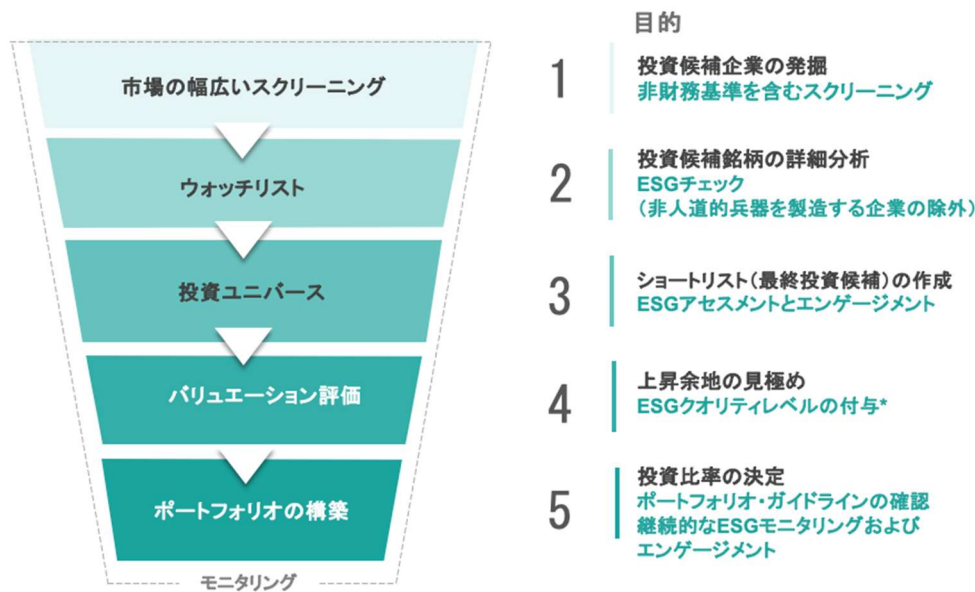 目的
市場の幅広いスクリーニング
1
投資候補企業の発掘
非財務基準を含むスクリーニング
ウォッチリスト
2
投資候補銘柄の詳細分析
ESGチェック
(非人道的兵器を製造する企業の除外)
投資ユニバース
3
ショートリスト(最終投資候補)の作成
ESGアセスメントとエンゲージメント
バリュエーション評価
4
上昇余地の見極め
ESGクオリティレベルの付与*
ポートフォリオの構築
5
投資比率の決定
ポートフォリオ・ガイドラインの確認
継続的なESGモニタリングおよび
エンゲージメント
モニタリング